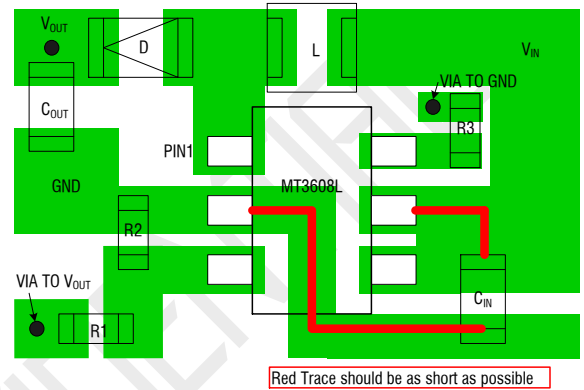 VOUT
D
L
VIN
COUT
VIA TO GND
R3
PIN1
GND
MT3608L
R2
VIA TO VOUT
R1
CIN
Red Trace should be as short as possible